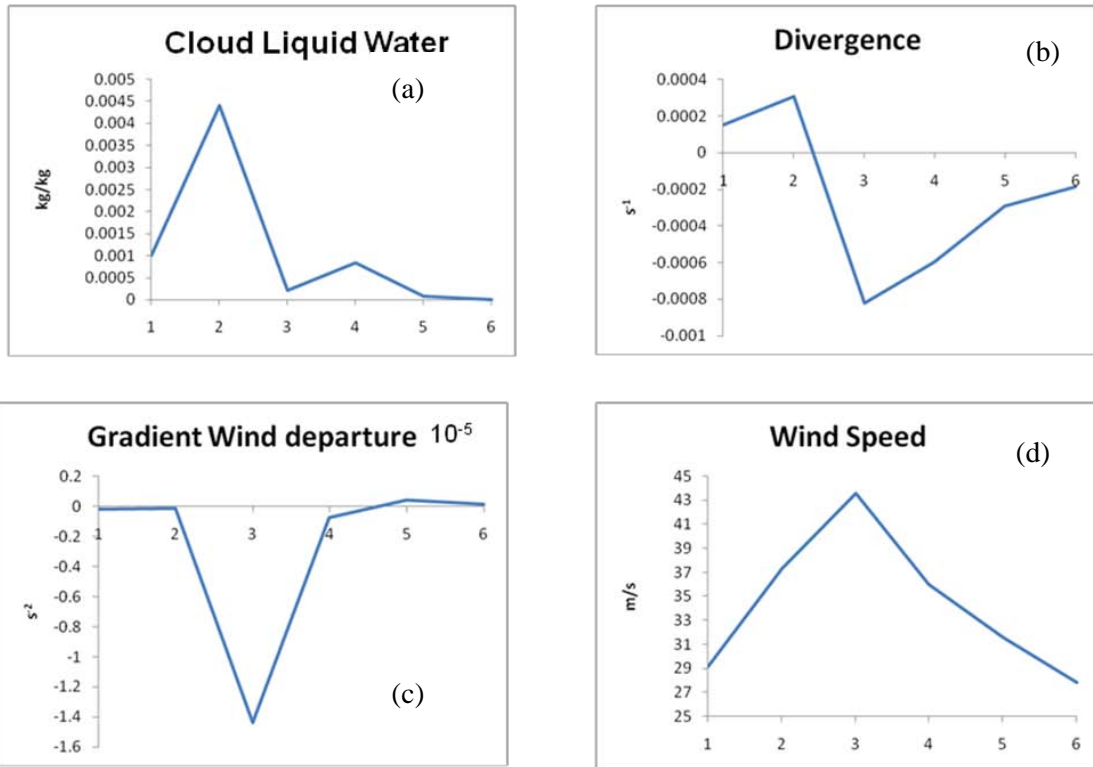 Cloud Liquid Water
(a)
0.005
0.0045
0.004
0.0035
0.003
0.0025
0.002
0.0015
0.001
0.0005
0
kg/kg
1 2 3 4 5 6
Divergence
(b)
0.0004
0.0002
0
-0.0002
-0.0004
-0.0006
-0.0008
-0.001
s⁻¹
1 2 3 4 5 6
Gradient Wind departure 10⁻⁵
0.2
0
-0.2
-0.4
-0.6
-0.8
-1
-1.2
-1.4
-1.6
s⁻²
1 2 3 4 5 6
(c)
Wind Speed
(d)
45
43
41
39
37
35
33
31
29
27
25
m/s
1 2 3 4 5 6